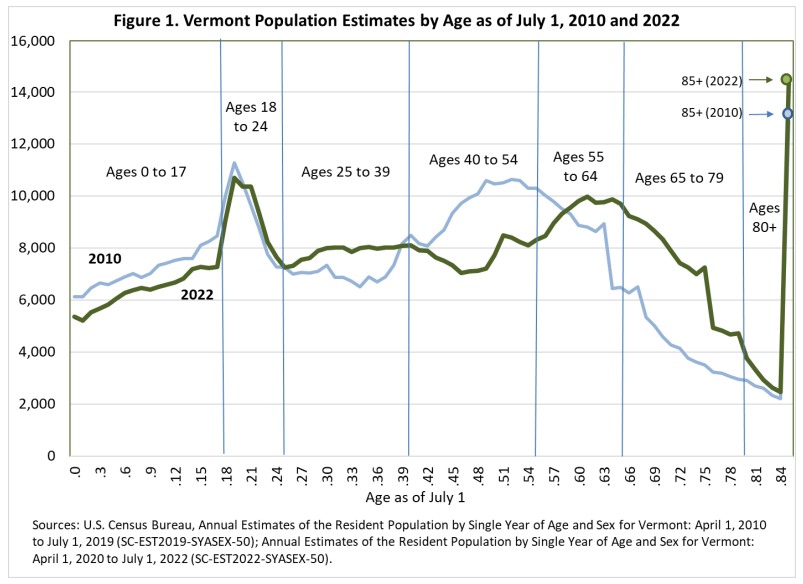 Figure 1. Vermont Population Estimates by Age as of July 1, 2010 and 2022
16,000
14,000
12,000
10,000
8,000
6,000
4,000
2,000
0
85+ (2022)
85+ (2010)
Ages 18
to 24
Ages 0 to 17
Ages 25 to 39
Ages 40 to 54
Ages 55
to 64
Ages 65 to 79
Ages
80+
2010
2022
.0 .3 .6 .9 .12 .15 .18 .21 .24 .27 .30 .33 .36 .39 .42 .45 .48 .51 .54 .57 .60 .63 .66 .69 .72 .75 .78 .81 .84
Age as of July 1
Sources: U.S. Census Bureau, Annual Estimates of the Resident Population by Single Year of Age and Sex for Vermont: April 1, 2010
to July 1, 2019 (SC-EST2019-SYASEX-50); Annual Estimates of the Resident Population by Single Year of Age and Sex for Vermont:
April 1, 2020 to July 1, 2022 (SC-EST2022-SYASEX-50).